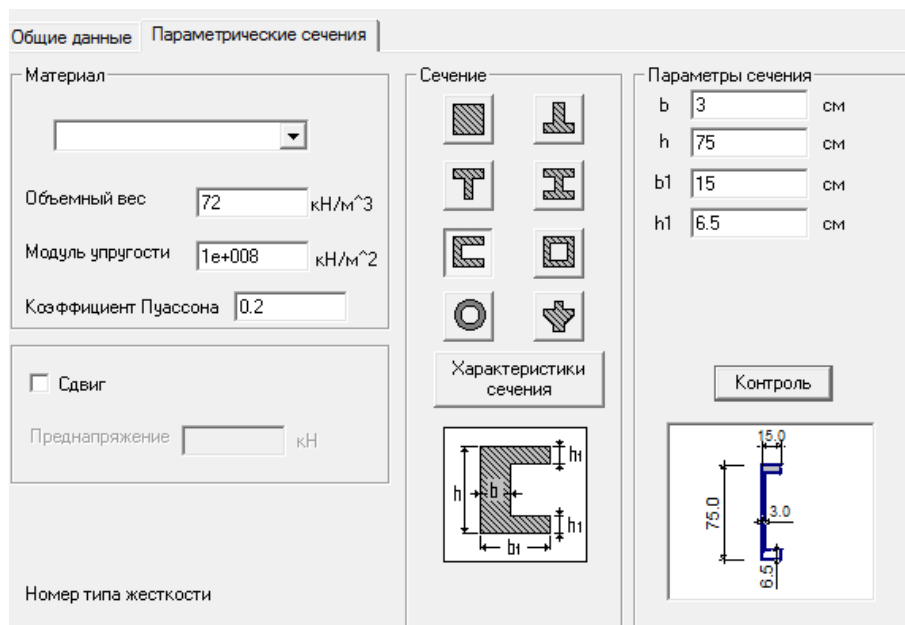 Общие данные
Параметрические сечения
Материал
Объемный вес 72 кН/м^3
Модуль упругости 1e+008 кН/м^2
Коэффициент Пуассона 0.2
Сдвиг
Преднапряжение кН
Номер типа жесткости
Сечение
Характеристики
сечения
h b h1
h1
b1
Параметры сечения
b 3 см
h 75 см
b1 15 см
h1 6.5 см
Контроль
15.0
75.0
3.0
6.5